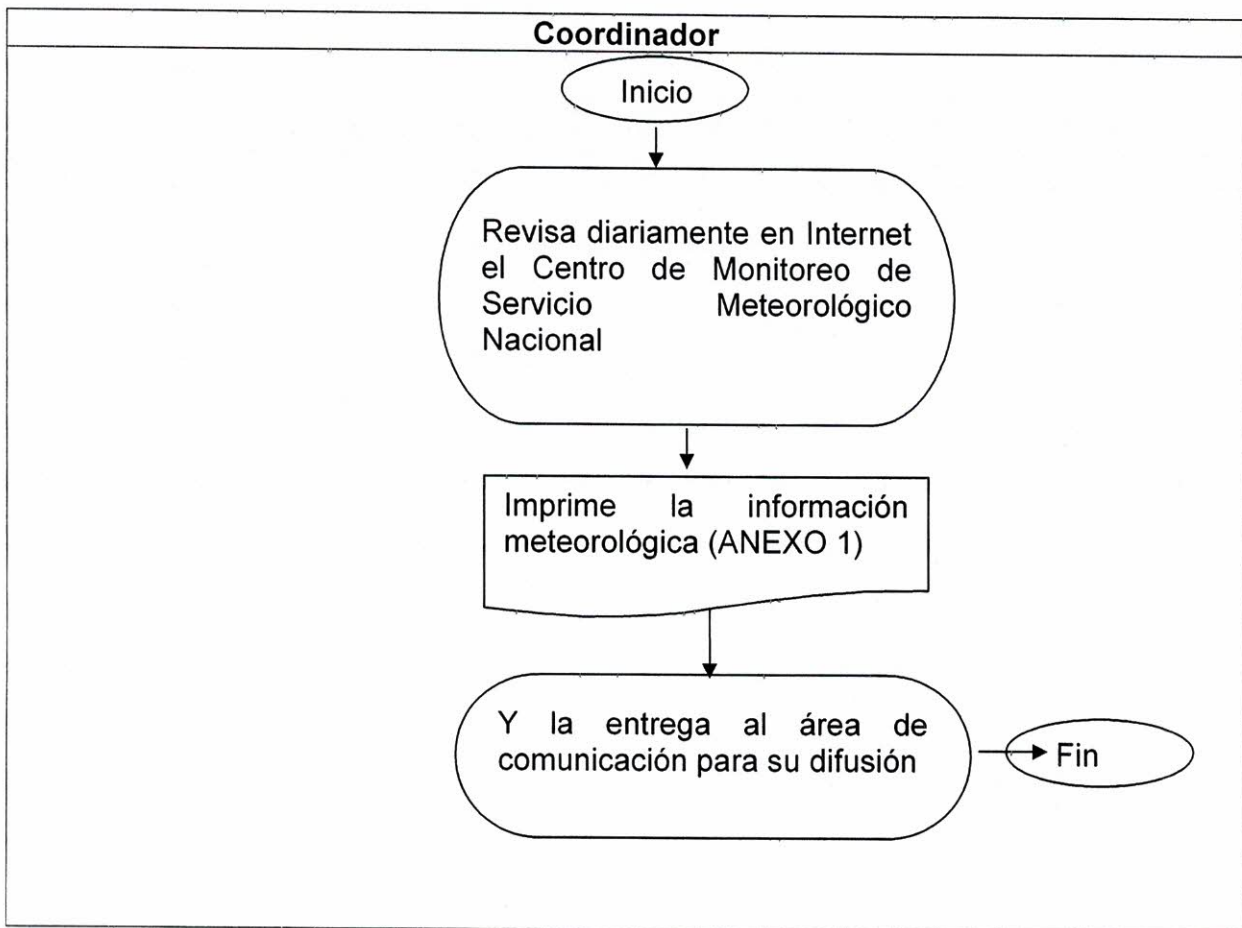 Coordinador
Inicio
Revisa diariamente en Internet
el Centro de Monitoreo de
Servicio Meteorológico
Nacional
Imprime la información
meteorológica (ANEXO 1)
Y la entrega al área de
comunicación para su difusión
Fin